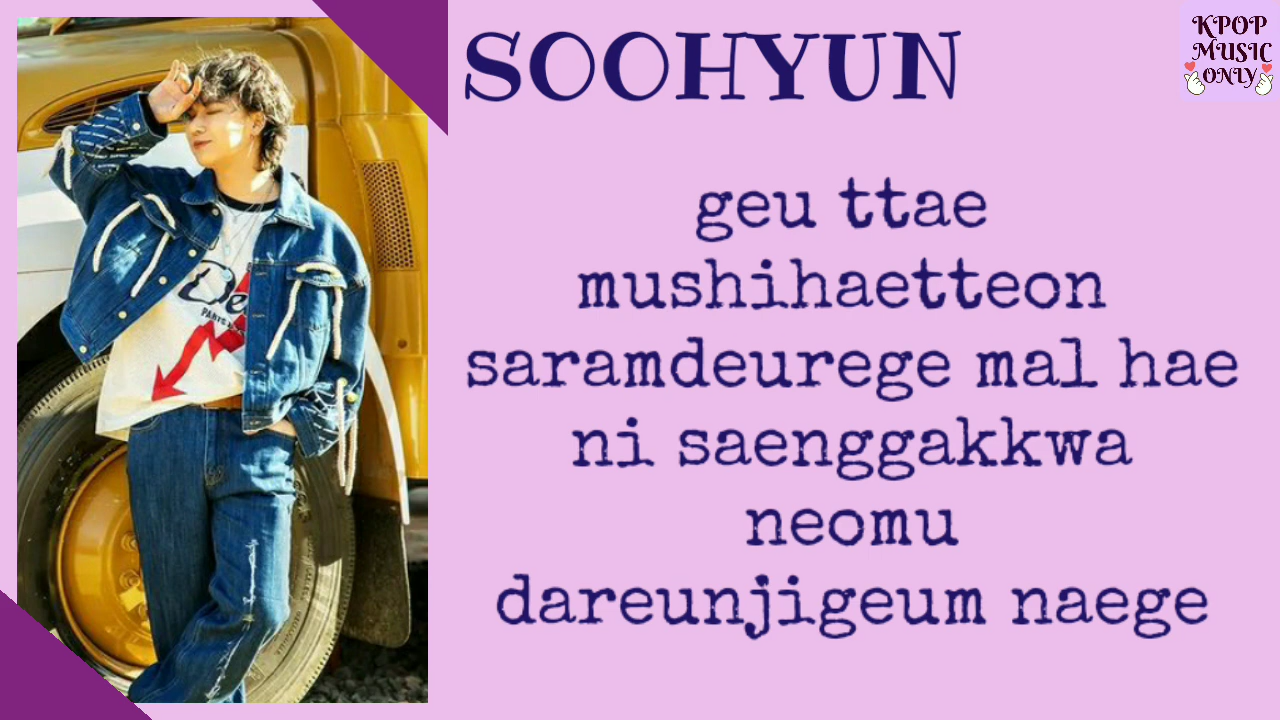 SOOHYUN
KPOP
MUSIC
ONLY
geu ttae
mushihaetteon
saramdeurege mal hae
ni saenggakkwa
neomu
dareunjigeum naege